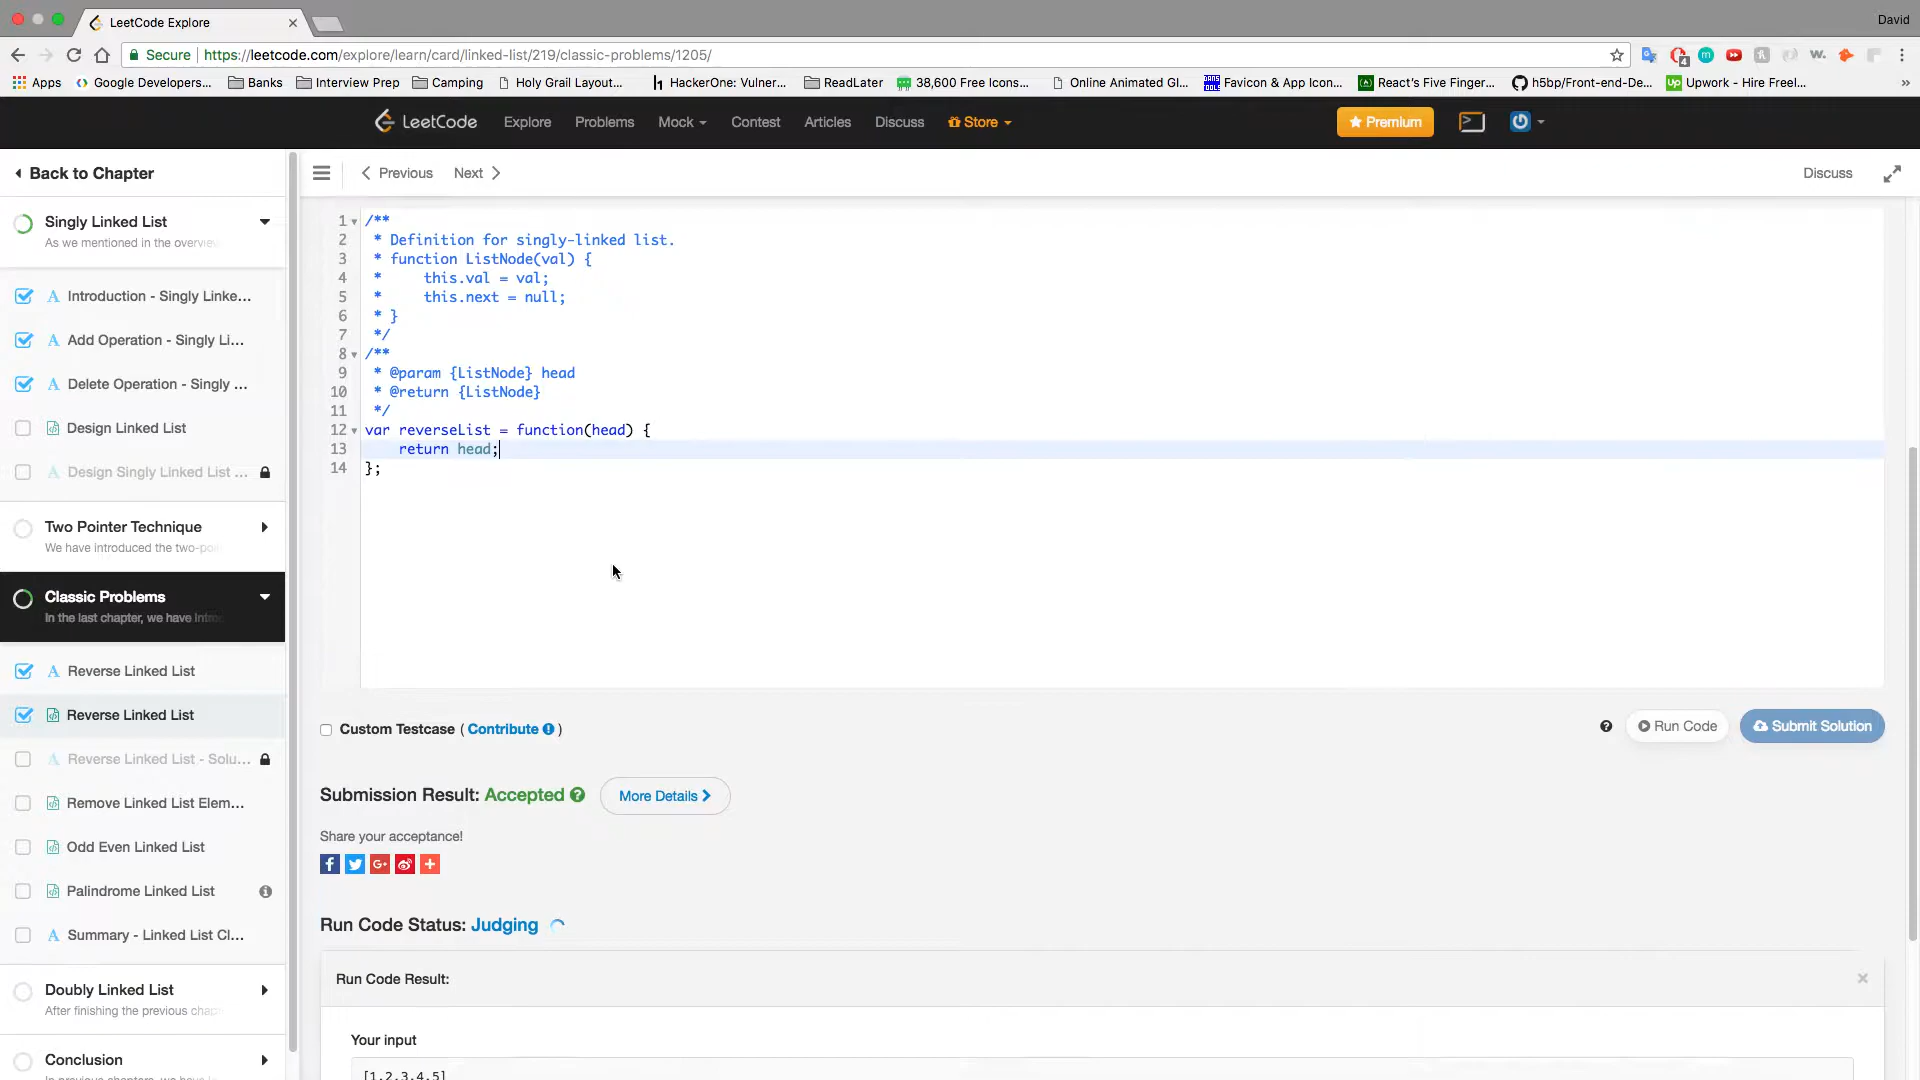 David
LeetCode Explore
Secure https://leetcode.com/explore/learn/card/linked-list/219/classic-problems/1205/
4
w.
Apps Google Developers... Banks Interview Prep Camping Holy Grail Layout... HackerOne: Vulner... ReadLater 38,600 Free Icons... Online Animated Gl... Favicon & App Icon... React's Five Finger... h5bp/Front-end-De... Up Upwork - Hire Freel... »
LeetCode Explore Problems Mock Contest Articles Discuss Store Premium
Back to Chapter
Previous Next Discuss
Singly Linked List
As we mentioned in the overview
A Introduction - Singly Linke...
A Add Operation - Singly Li...
A Delete Operation - Singly ...
Design Linked List
A Design Singly Linked List ...
Two Pointer Technique
We have introduced the two-poin
Classic Problems
In the last chapter, we have intro
A Reverse Linked List
Reverse Linked List
A Reverse Linked List - Solu...
Remove Linked List Elem...
Odd Even Linked List
Palindrome Linked List
A Summary - Linked List Cl...
Doubly Linked List
After finishing the previous chap
Conclusion
1 /**
2 * Definition for singly-linked list.
3 * function ListNode(val) {
4 * this.val = val;
5 * this.next = null;
6 * }
7 */
8 /**
9 * @param {ListNode} head
10 * @return {ListNode}
11 */
12 var reverseList = function(head) {
13 return head;
14 };
Custom Testcase ( Contribute )
Run Code Submit Solution
Submission Result: Accepted More Details
Share your acceptance!
Run Code Status: Judging
Run Code Result: ×
Your input
[1,2,3,4,5]